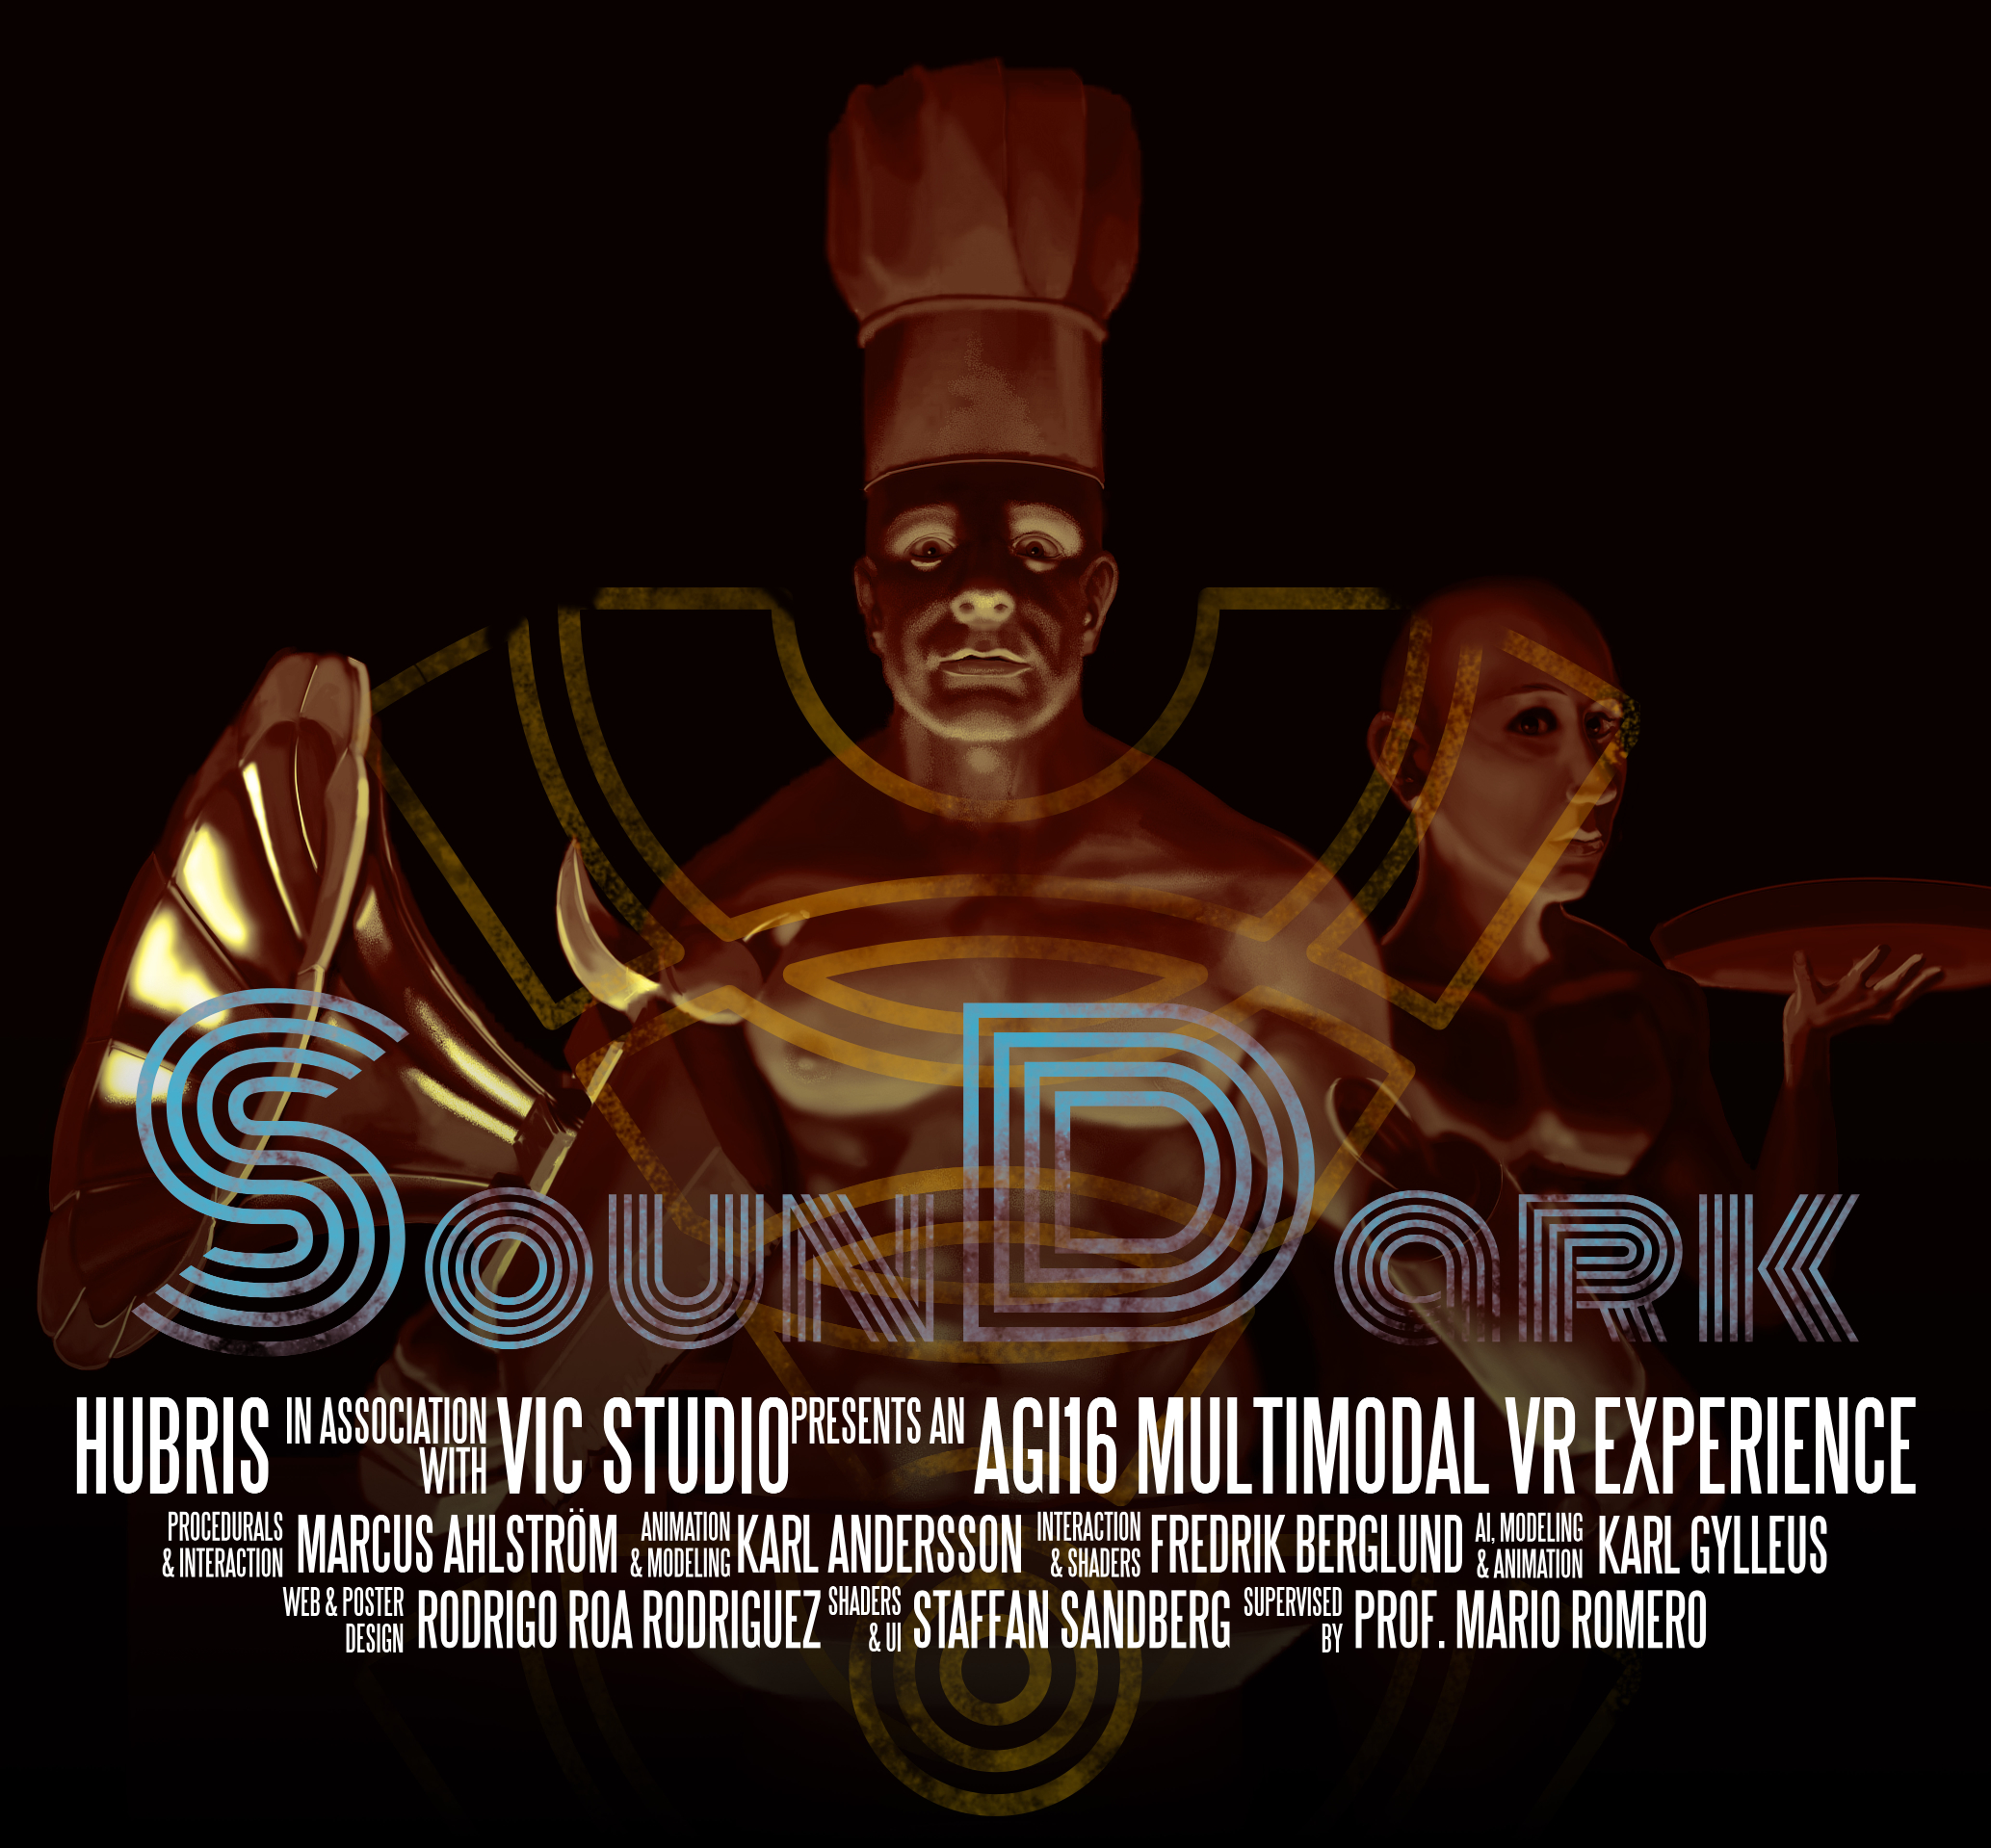 SOUNDARK
HUBRIS IN ASSOCIATION WITH VIC STUDIO PRESENTS AN AGI16 MULTIMODAL VR EXPERIENCE
PROCEDURALS & INTERACTION MARCUS AHLSTRÖM ANIMATION & MODELING KARL ANDERSSON INTERACTION & SHADERS FREDRIK BERGLUND AI, MODELING & ANIMATION KARL GYLLEUS
WEB & POSTER DESIGN RODRIGO ROA RODRIGUEZ SHADERS & UI STAFFAN SANDBERG SUPERVISED BY PROF. MARIO ROMERO